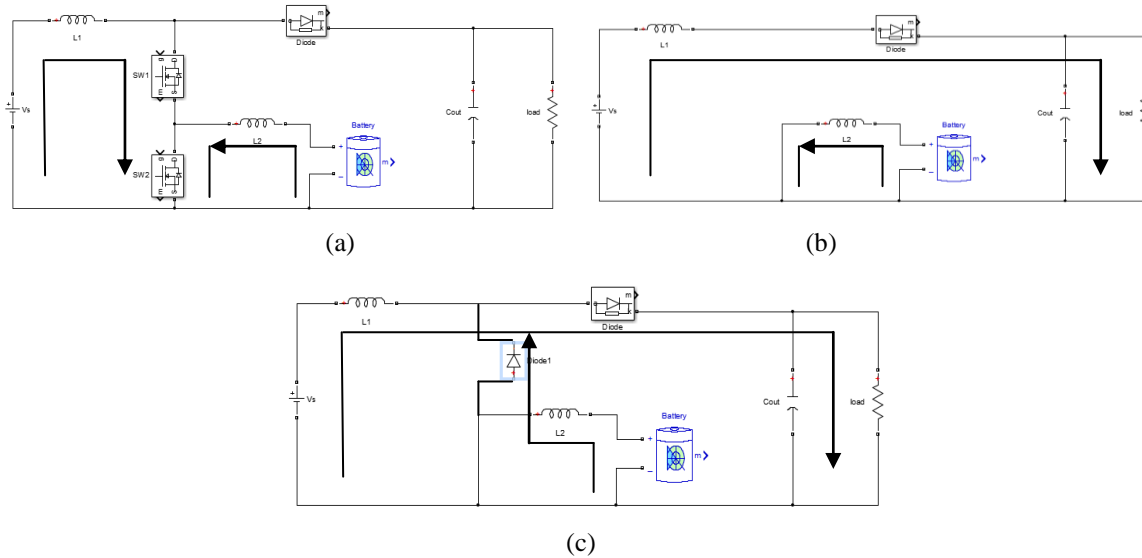 L1
m
k
Diode
g
D
SW1
E
S
Vs
Cout
load
L2
Battery
+
m
−
g
D
SW2
E
S
(a)
L1
m
k
Diode
Vs
Cout
load
L2
Battery
+
m
−
(b)
L1
m
k
Diode
Diode1
Vs
Cout
load
L2
Battery
+
m
−
(c)